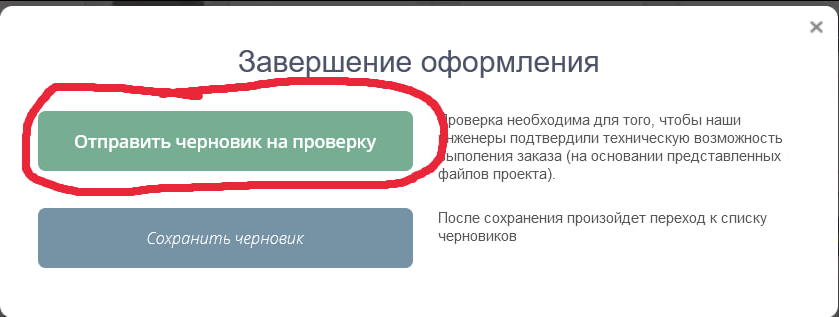 Завершение оформления
Отправить черновик на проверку
Проверка необходима для того, чтобы наши
инженеры подтвердили техническую возможность
выполения заказа (на основании представленных
файлов проекта).
Сохранить черновик
После сохранения произойдет переход к списку
черновиков